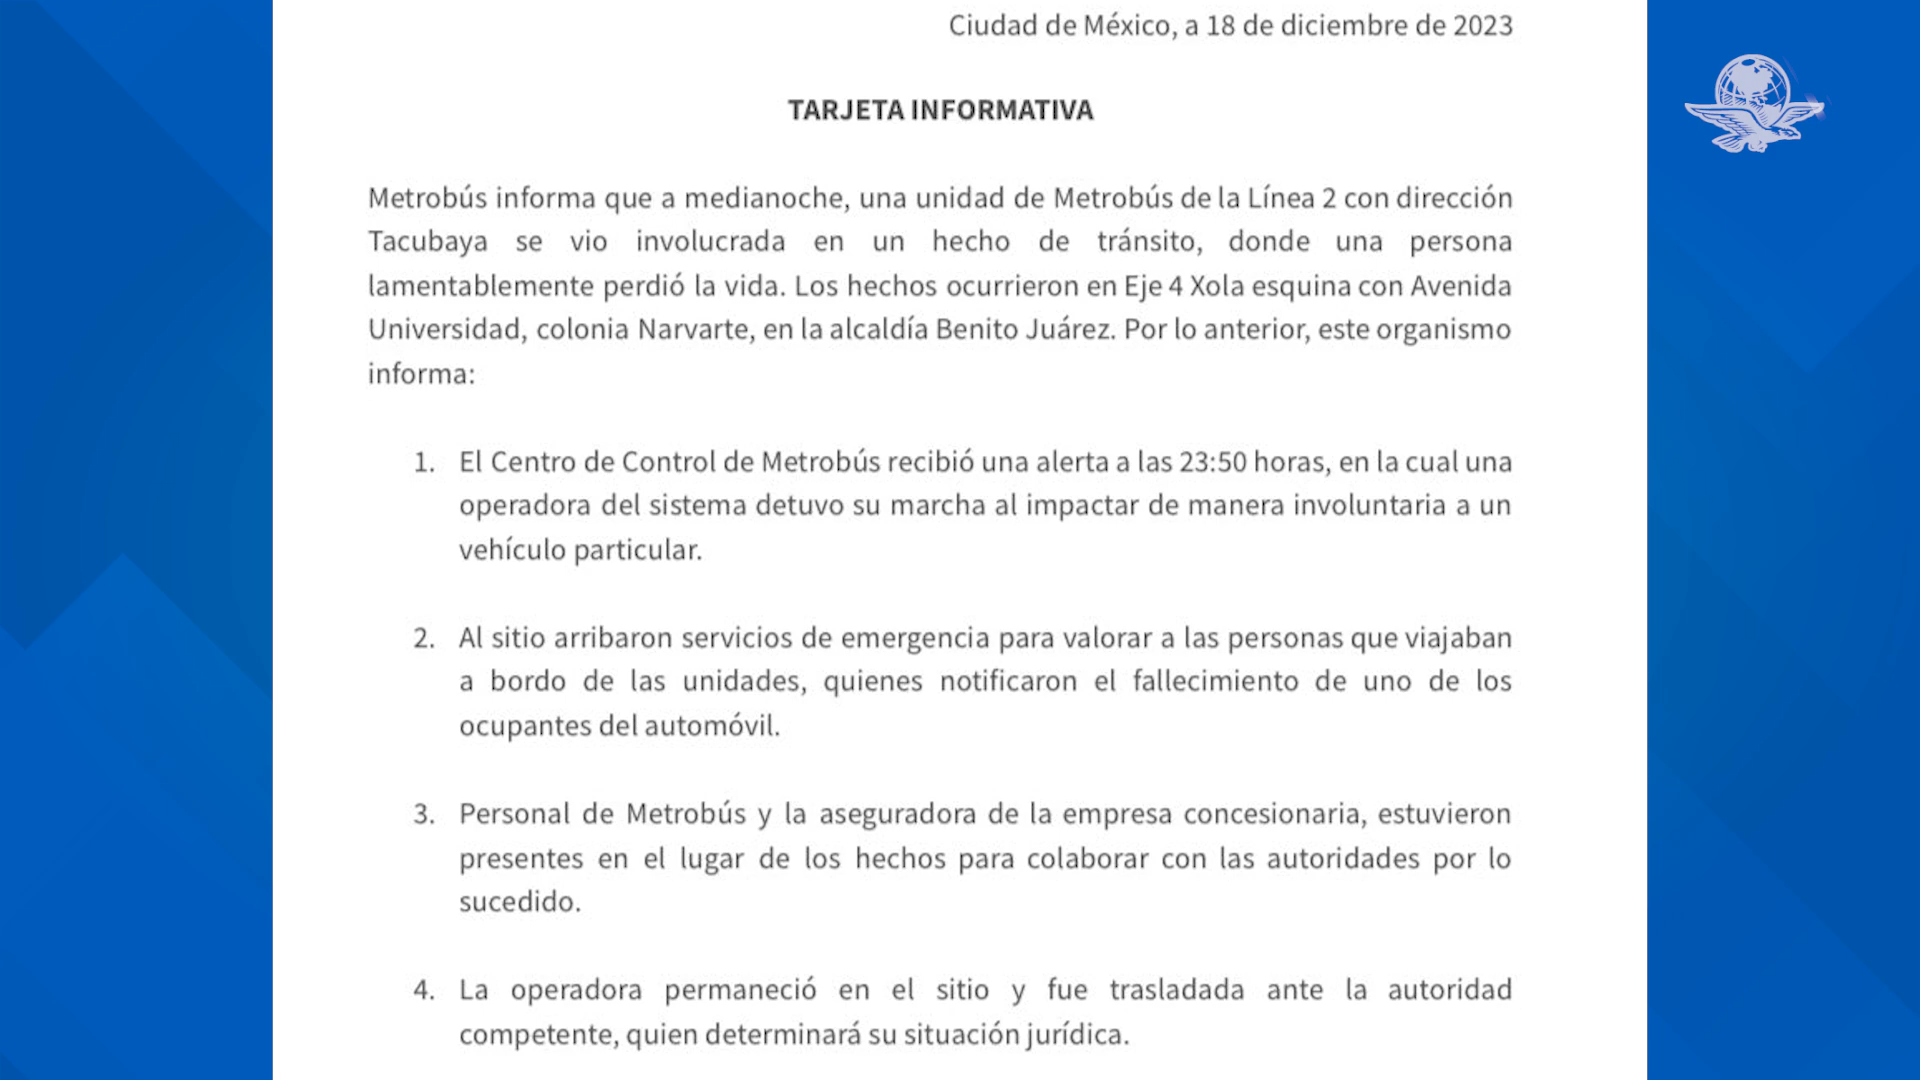 Ciudad de México, a 18 de diciembre de 2023
TARJETA INFORMATIVA
Metrobús informa que a medianoche, una unidad de Metrobús de la Línea 2 con dirección
Tacubaya se vio involucrada en un hecho de tránsito, donde una persona
lamentablemente perdió la vida. Los hechos ocurrieron en Eje 4 Xola esquina con Avenida
Universidad, colonia Narvarte, en la alcaldía Benito Juárez. Por lo anterior, este organismo
informa:
1. El Centro de Control de Metrobús recibió una alerta a las 23:50 horas, en la cual una
operadora del sistema detuvo su marcha al impactar de manera involuntaria a un
vehículo particular.
2. Al sitio arribaron servicios de emergencia para valorar a las personas que viajaban
a bordo de las unidades, quienes notificaron el fallecimiento de uno de los
ocupantes del automóvil.
3. Personal de Metrobús y la aseguradora de la empresa concesionaria, estuvieron
presentes en el lugar de los hechos para colaborar con las autoridades por lo
sucedido.
4. La operadora permaneció en el sitio y fue trasladada ante la autoridad
competente, quien determinará su situación jurídica.